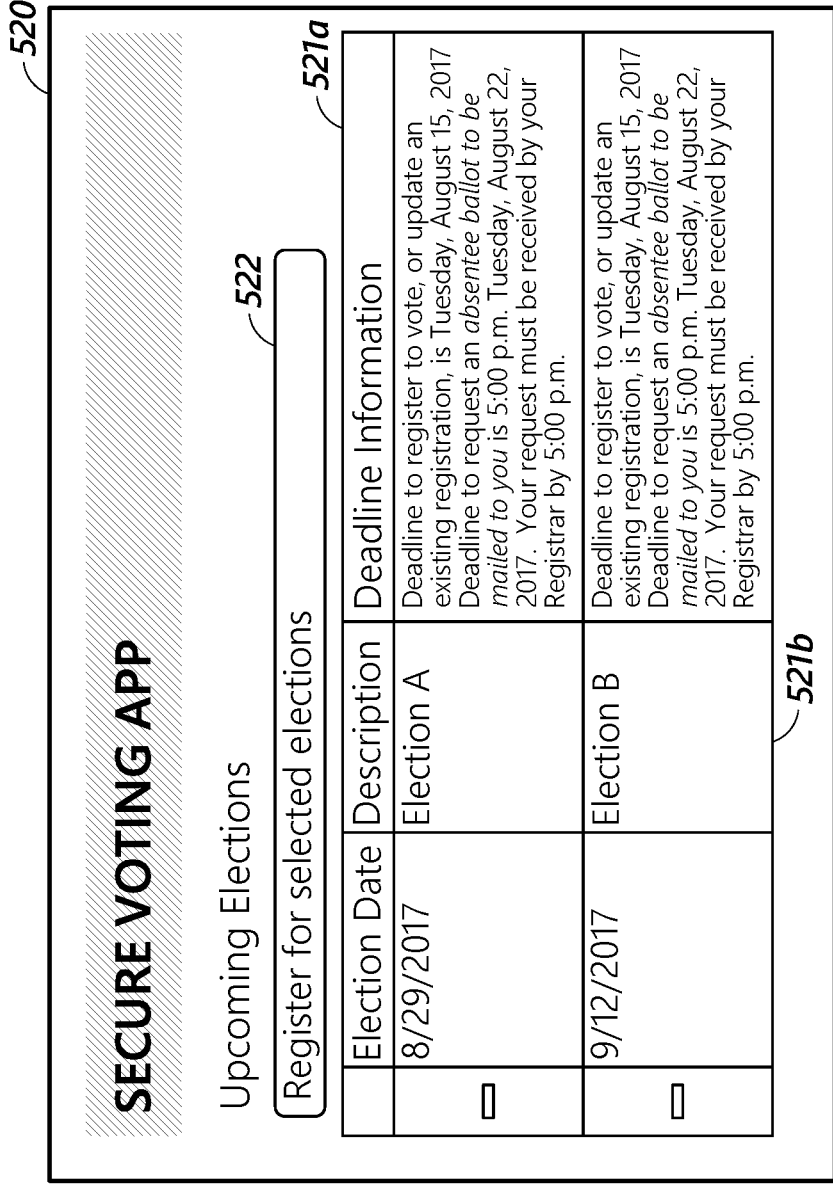 520
SECURE VOTING APP
Upcoming Elections
522
Register for selected elections
521a
Election Date Description Deadline Information
8/29/2017 Election A
Deadline to register to vote, or update an
existing registration, is Tuesday, August 15, 2017
Deadline to request an absentee ballot to be
mailed to you is 5:00 p.m. Tuesday, August 22,
2017. Your request must be received by your
Registrar by 5:00 p.m.
9/12/2017 Election B
Deadline to register to vote, or update an
existing registration, is Tuesday, August 15, 2017
Deadline to request an absentee ballot to be
mailed to you is 5:00 p.m. Tuesday, August 22,
2017. Your request must be received by your
Registrar by 5:00 p.m.
521b